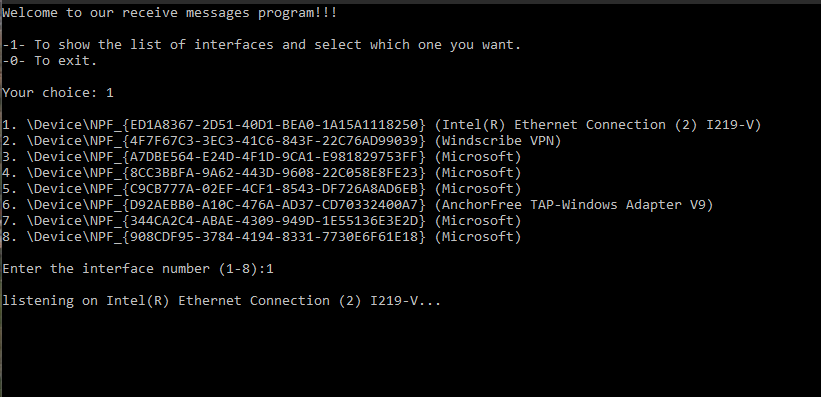 Welcome to our receive messages program!!!
-1- To show the list of interfaces and select which one you want.
-0- To exit.
Your choice: 1
1. \Device\NPF_{ED1A8367-2D51-40D1-BEA0-1A15A1118250} (Intel(R) Ethernet Connection (2) I219-V)
2. \Device\NPF_{4F7F67C3-3EC3-41C6-843F-22C76AD99039} (Windscribe VPN)
3. \Device\NPF_{A7DBE564-E24D-4F1D-9CA1-E981829753FF} (Microsoft)
4. \Device\NPF_{8CC3BBFA-9A62-443D-9608-22C058E8FE23} (Microsoft)
5. \Device\NPF_{C9CB777A-02EF-4CF1-8543-DF726A8AD6EB} (Microsoft)
6. \Device\NPF_{D92AEBB0-A10C-476A-AD37-CD70332400A7} (AnchorFree TAP-Windows Adapter V9)
7. \Device\NPF_{344CA2C4-ABAE-4309-949D-1E55136E3E2D} (Microsoft)
8. \Device\NPF_{908CDF95-3784-4194-8331-7730E6F61E18} (Microsoft)
Enter the interface number (1-8):1
listening on Intel(R) Ethernet Connection (2) I219-V...